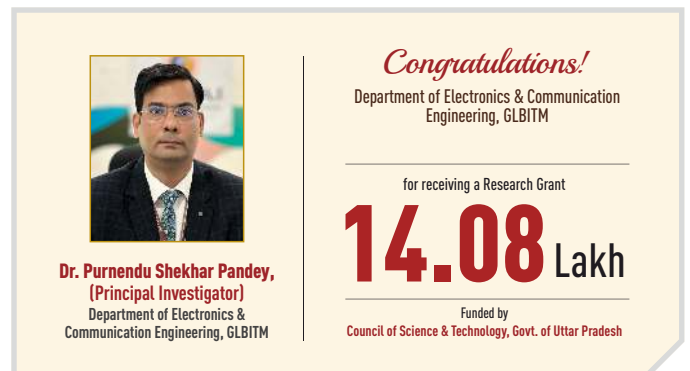 Dr. Purnendu Shekhar Pandey,
(Principal Investigator)
Department of Electronics &
Communication Engineering, GLBITM
Congratulations!
Department of Electronics & Communication
Engineering, GLBITM
for receiving a Research Grant
14.08 Lakh
Funded by
Council of Science & Technology, Govt. of Uttar Pradesh